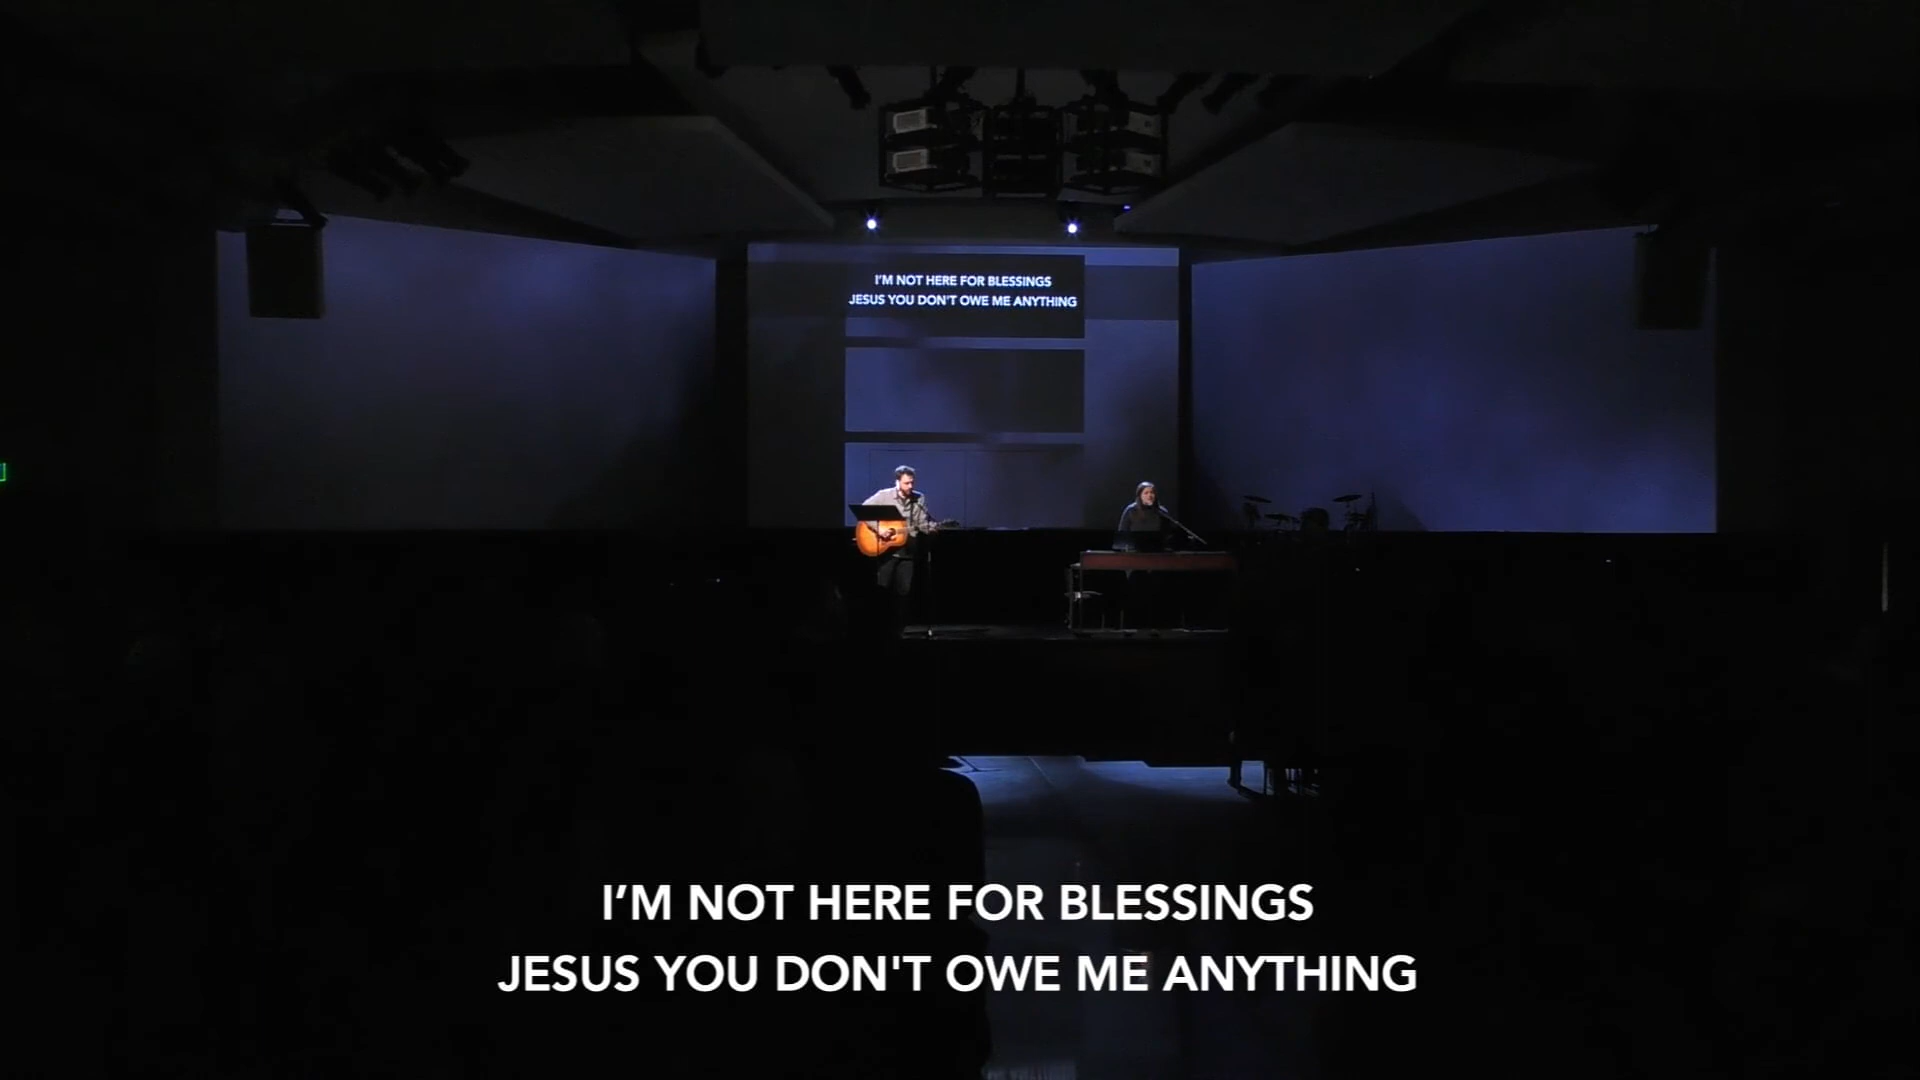 I'M NOT HERE FOR BLESSINGS
JESUS YOU DON'T OWE ME ANYTHING
I’M NOT HERE FOR BLESSINGS
JESUS YOU DON'T OWE ME ANYTHING